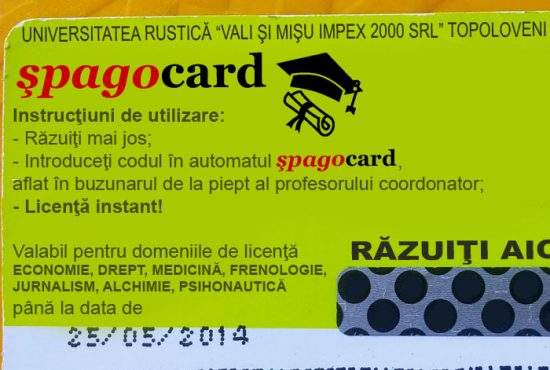 UNIVERSITATEA RUSTICĂ “VALI ŞI MIŞU IMPEX 2000 SRL” TOPOLOVENI
şpagocard
Instrucţiuni de utilizare:
- Răzuiţi mai jos;
- Introduceţi codul în automatul şpagocard,
aflat în buzunarul de la piept al profesorului coordonator;
- Licenţă instant!
Valabil pentru domeniile de licenţă
ECONOMIE, DREPT, MEDICINĂ, FRENOLOGIE,
JURNALISM, ALCHIMIE, PSIHONAUTICĂ
până la data de
25/05/2014
RĂZUIŢI